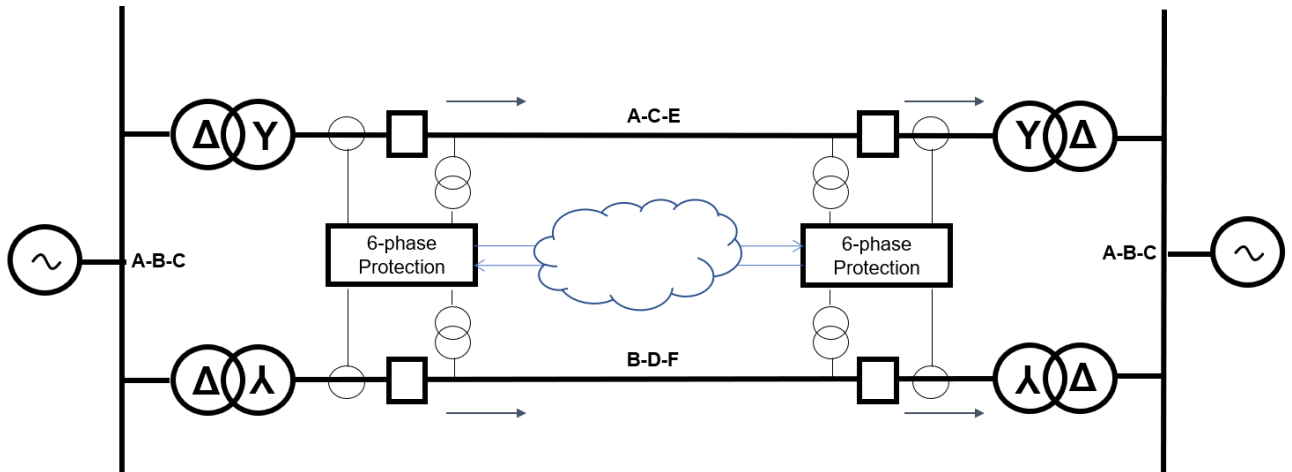 A-C-E
Δ Y
Y Δ
6-phase
Protection
6-phase
Protection
A-B-C
A-B-C
B-D-F
Δ ⅄
⅄ Δ